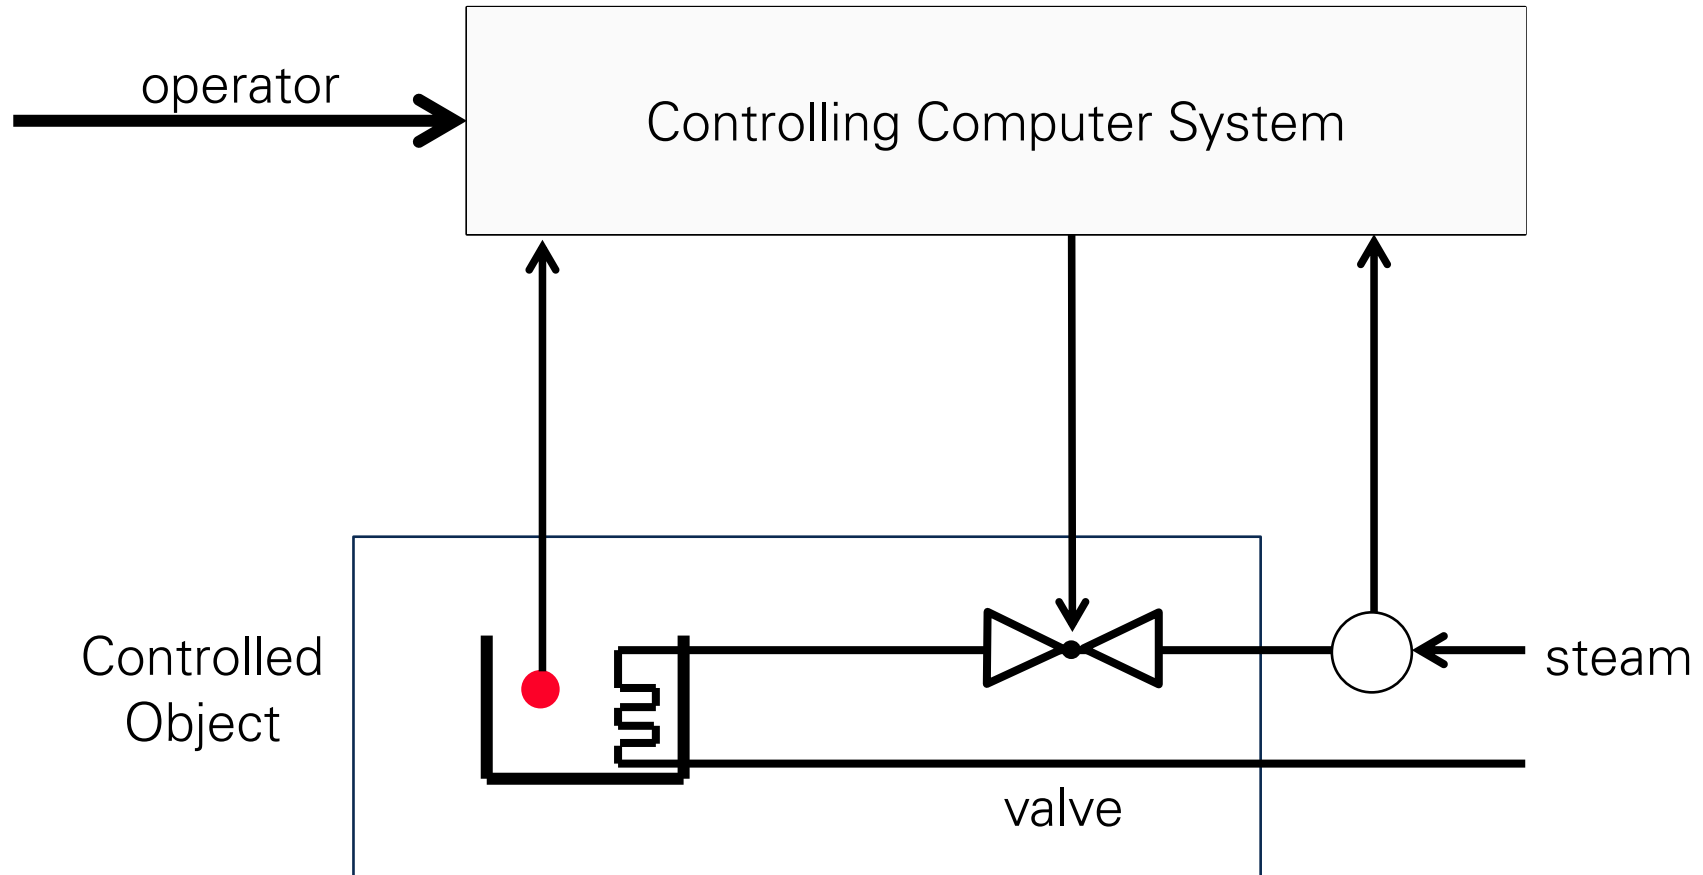 operator
Controlling Computer System
Controlled
Object
steam
valve